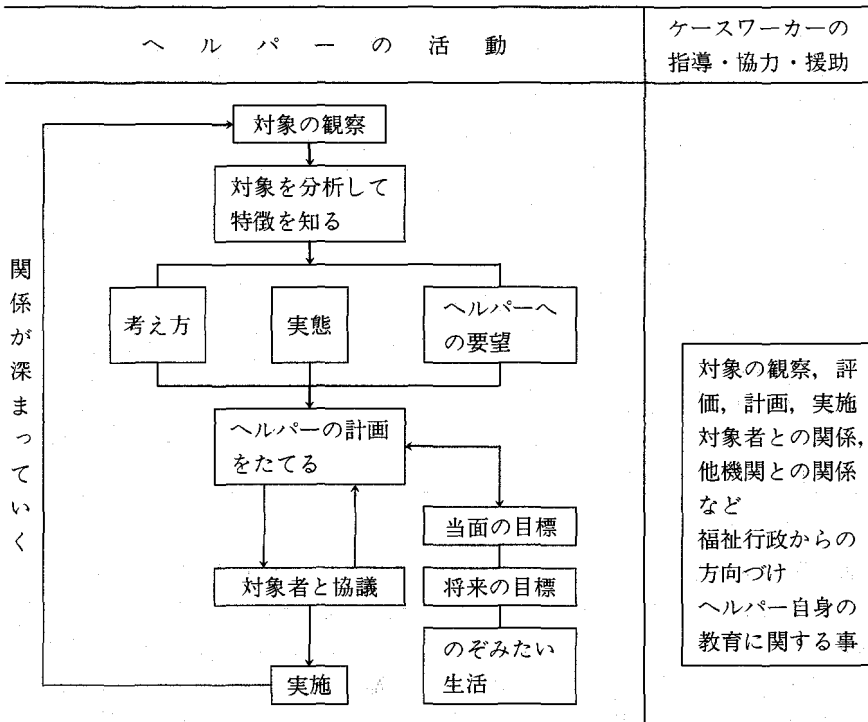 ヘルパーの活動
ケースワーカーの
指導・協力・援助
対象の観察
対象を分析して
特徴を知る
関係が深まっていく
考え方
実態
ヘルパーへ
の要望
ヘルパーの計画
をたてる
当面の目標
対象者と協議
将来の目標
のぞみたい
生活
実施
対象の観察，評
価，計画，実施
対象者との関係，
他機関との関係
など
福祉行政からの
方向づけ
ヘルパー自身の
教育に関する事